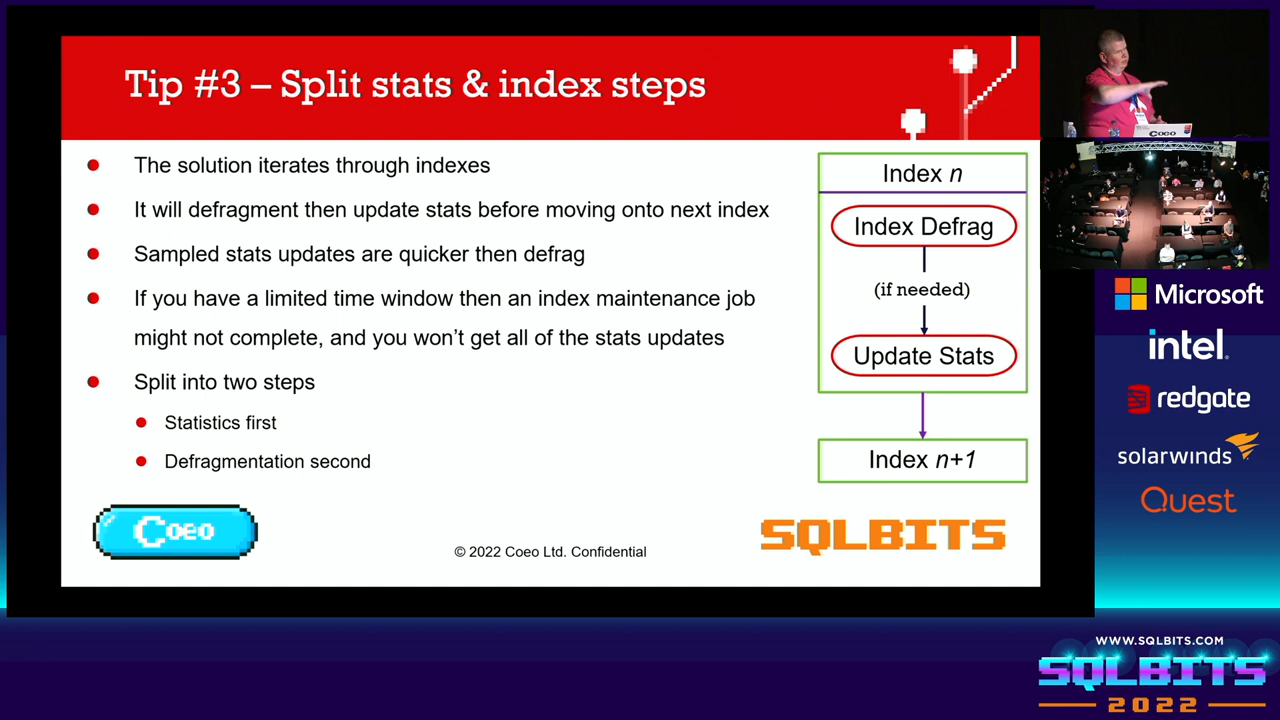 Tip #3 – Split stats & index steps
The solution iterates through indexes
It will defragment then update stats before moving onto next index
Sampled stats updates are quicker then defrag
If you have a limited time window then an index maintenance job
might not complete, and you won't get all of the stats updates
Split into two steps
Statistics first
Defragmentation second
Index n
Index Defrag
(if needed)
Update Stats
Index n+1
Coeo
© 2022 Coeo Ltd. Confidential
SQLBITS
Coeo
Microsoft
intel.
redgate
solarwinds
Quest
WWW.SQLBITS.COM
SQLBITS
2022